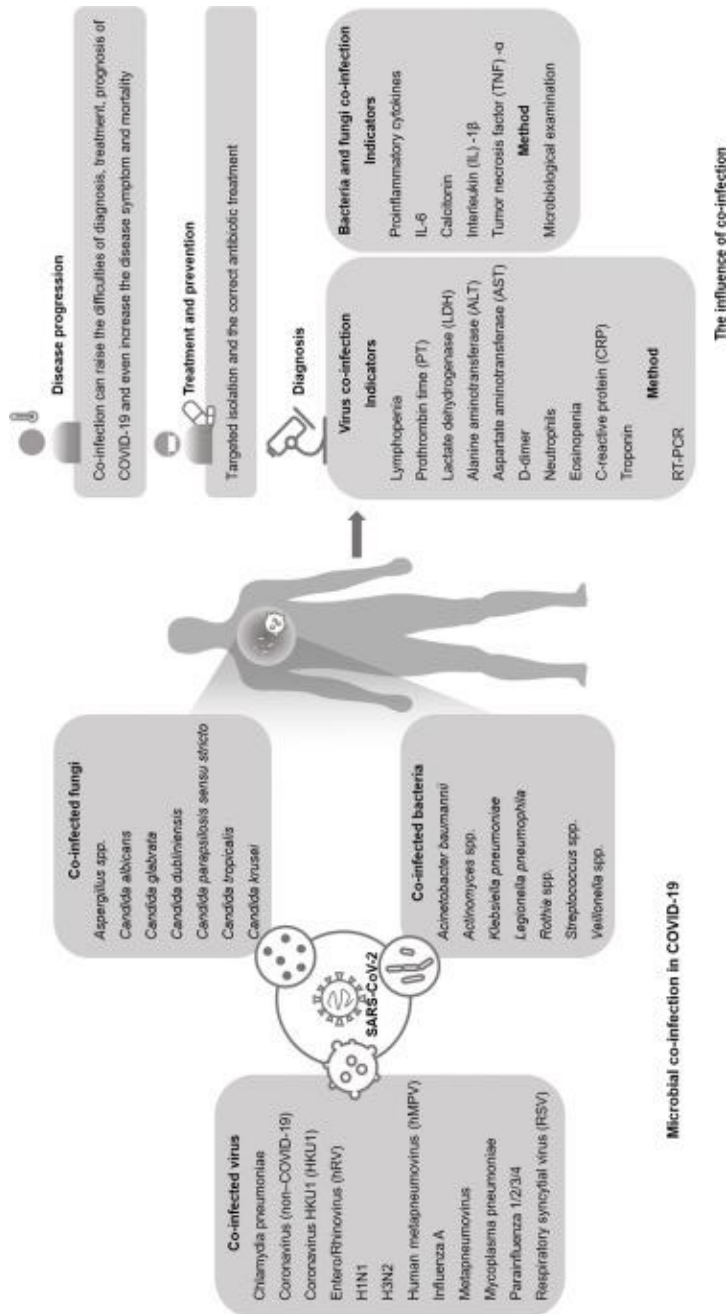 Co-infected virus
Chlamydia pneumoniae
Coronavirus (non–COVID-19)
Coronavirus HKU1 (HKU1)
Entero/Rhinovirus (hRV)
H1N1
H3N2
Human metapneumovirus (hMPV)
Influenza A
Metapneumovirus
Mycoplasma pneumoniae
Parainfluenza 1/2/3/4
Respiratory syncytial virus (RSV)
SARS-CoV-2
Co-infected fungi
Aspergillus spp.
Candida albicans
Candida glabrata
Candida dubliniensis
Candida parapsilosis sensu stricto
Candida tropicalis
Candida krusei
Co-infected bacteria
Acinetobacter baumannii
Actinomyces spp.
Klebsiella pneumoniae
Legionella pneumophila
Rothia spp.
Streptococcus spp.
Veillonella spp.
Microbial co-infection in COVID-19
Disease progression
Co-infection can raise the difficulties of diagnosis, treatment, prognosis of
COVID-19 and even increase the disease symptom and mortality
Treatment and prevention
Targeted isolation and the correct antibiotic treatment
Diagnosis
Virus co-infection
Indicators
Lymphopenia
Prothrombin time (PT)
Lactate dehydrogenase (LDH)
Alanine aminotransferase (ALT)
Aspartate aminotransferase (AST)
D-dimer
Neutrophils
Eosinopenia
C-reactive protein (CRP)
Troponin
Method
RT-PCR
Bacteria and fungi co-infection
Indicators
Proinflammatory cytokines
IL-6
Calcitonin
Interleukin (IL) -1β
Tumor necrosis factor (TNF) -α
Method
Microbiological examination
The influence of co-infection